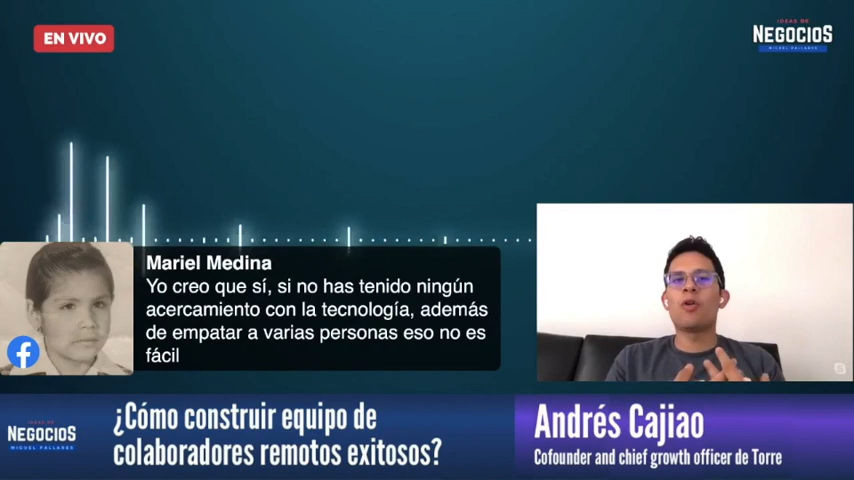 EN VIVO
IDEAS DE
NEGOCIOS
MIGUEL PALLARES
Mariel Medina
Yo creo que sí, si no has tenido ningún
acercamiento con la tecnología, además
de empatar a varias personas eso no es
fácil
IDEAS DE
NEGOCIOS
MIGUEL PALLARES
¿Cómo construir equipo de
colaboradores remotos exitosos?
Andrés Cajiao
Cofounder and chief growth officer de Torre